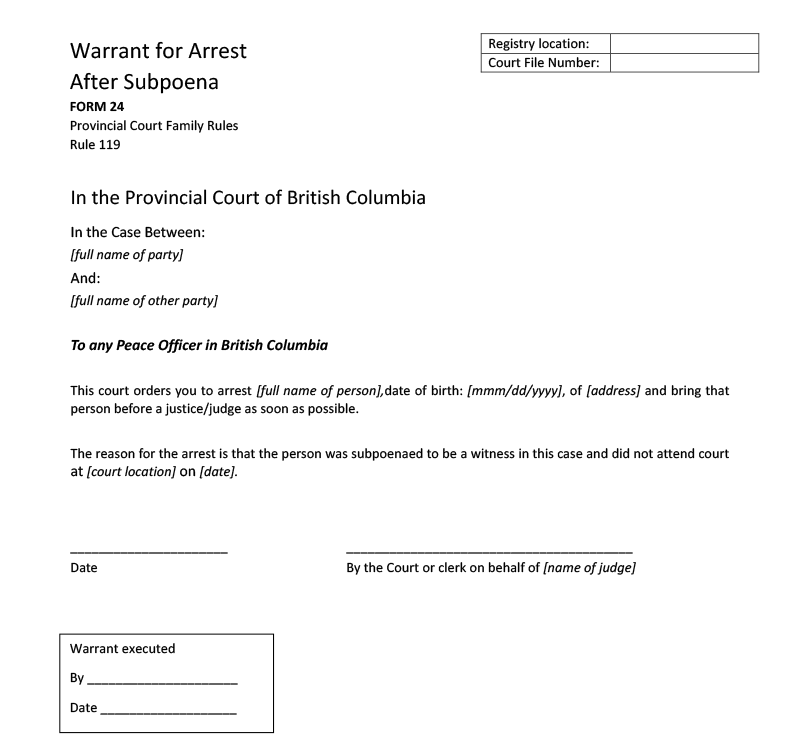 Warrant for Arrest
After Subpoena
FORM 24
Provincial Court Family Rules
Rule 119
Registry location:
Court File Number:
In the Provincial Court of British Columbia
In the Case Between:
[full name of party]
And:
[full name of other party]
To any Peace Officer in British Columbia
This court orders you to arrest [full name of person],date of birth: [mmm/dd/yyyy], of [address] and bring that
person before a justice/judge as soon as possible.
The reason for the arrest is that the person was subpoenaed to be a witness in this case and did not attend court
at [court location] on [date].
Date
By the Court or clerk on behalf of [name of judge]
Warrant executed
By ______________________
Date ____________________